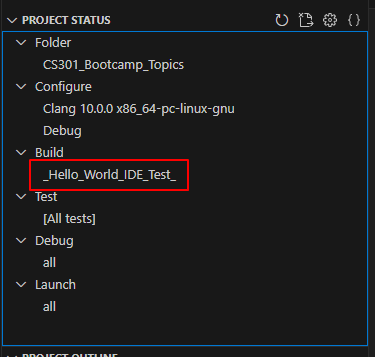 PROJECT STATUS
Folder
CS301_Bootcamp_Topics
Configure
Clang 10.0.0 x86_64-pc-linux-gnu
Debug
Build
_Hello_World_IDE_Test_
Test
[All tests]
Debug
all
Launch
all
PROJECT OUTLINE